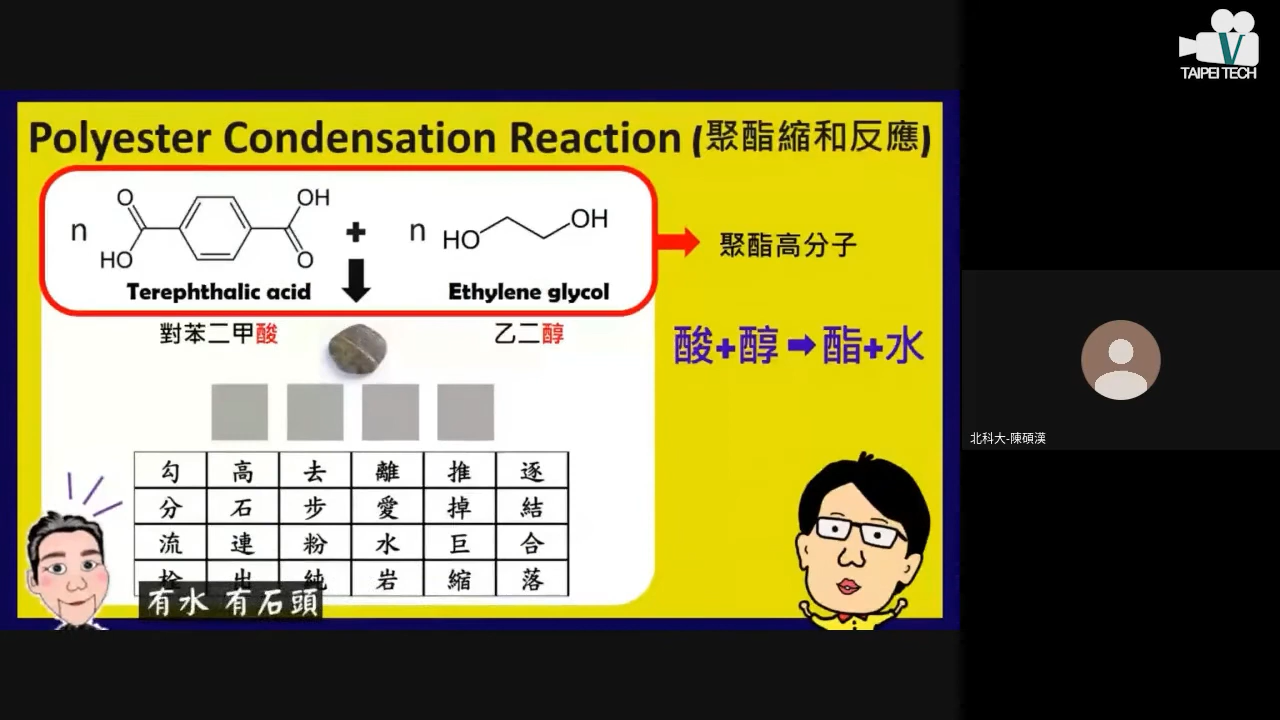 TAIPEI TECH
Polyester Condensation Reaction (聚酯縮和反應)
n
O
HO
OH
O
+
n
HO
OH
Terephthalic acid
Ethylene glycol
聚酯高分子
對苯二甲酸
乙二醇
酸+醇➡酯+水
勾 高 去 離 推 逐
分 石 步 愛 掉 結
流 連 粉 水 巨 合
栓 出 純 岩 縮 落
有水 有石頭
北科大-陳碩漢